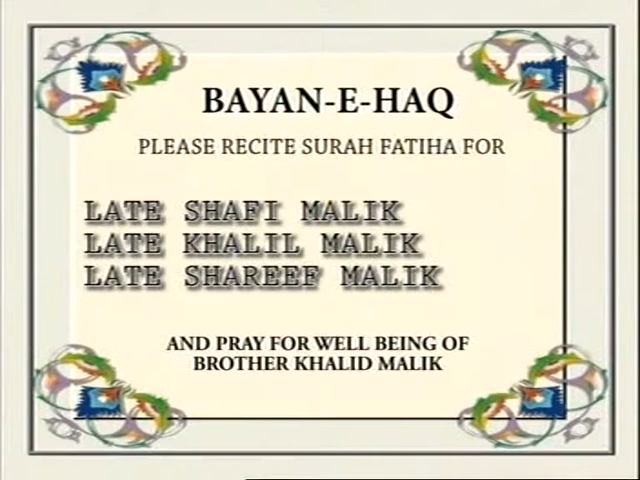 BAYAN-E-HAQ
PLEASE RECITE SURAH FATIHA FOR
LATE SHAFI MALIK
LATE KHALIL MALIK
LATE SHAREEF MALIK
AND PRAY FOR WELL BEING OF
BROTHER KHALID MALIK